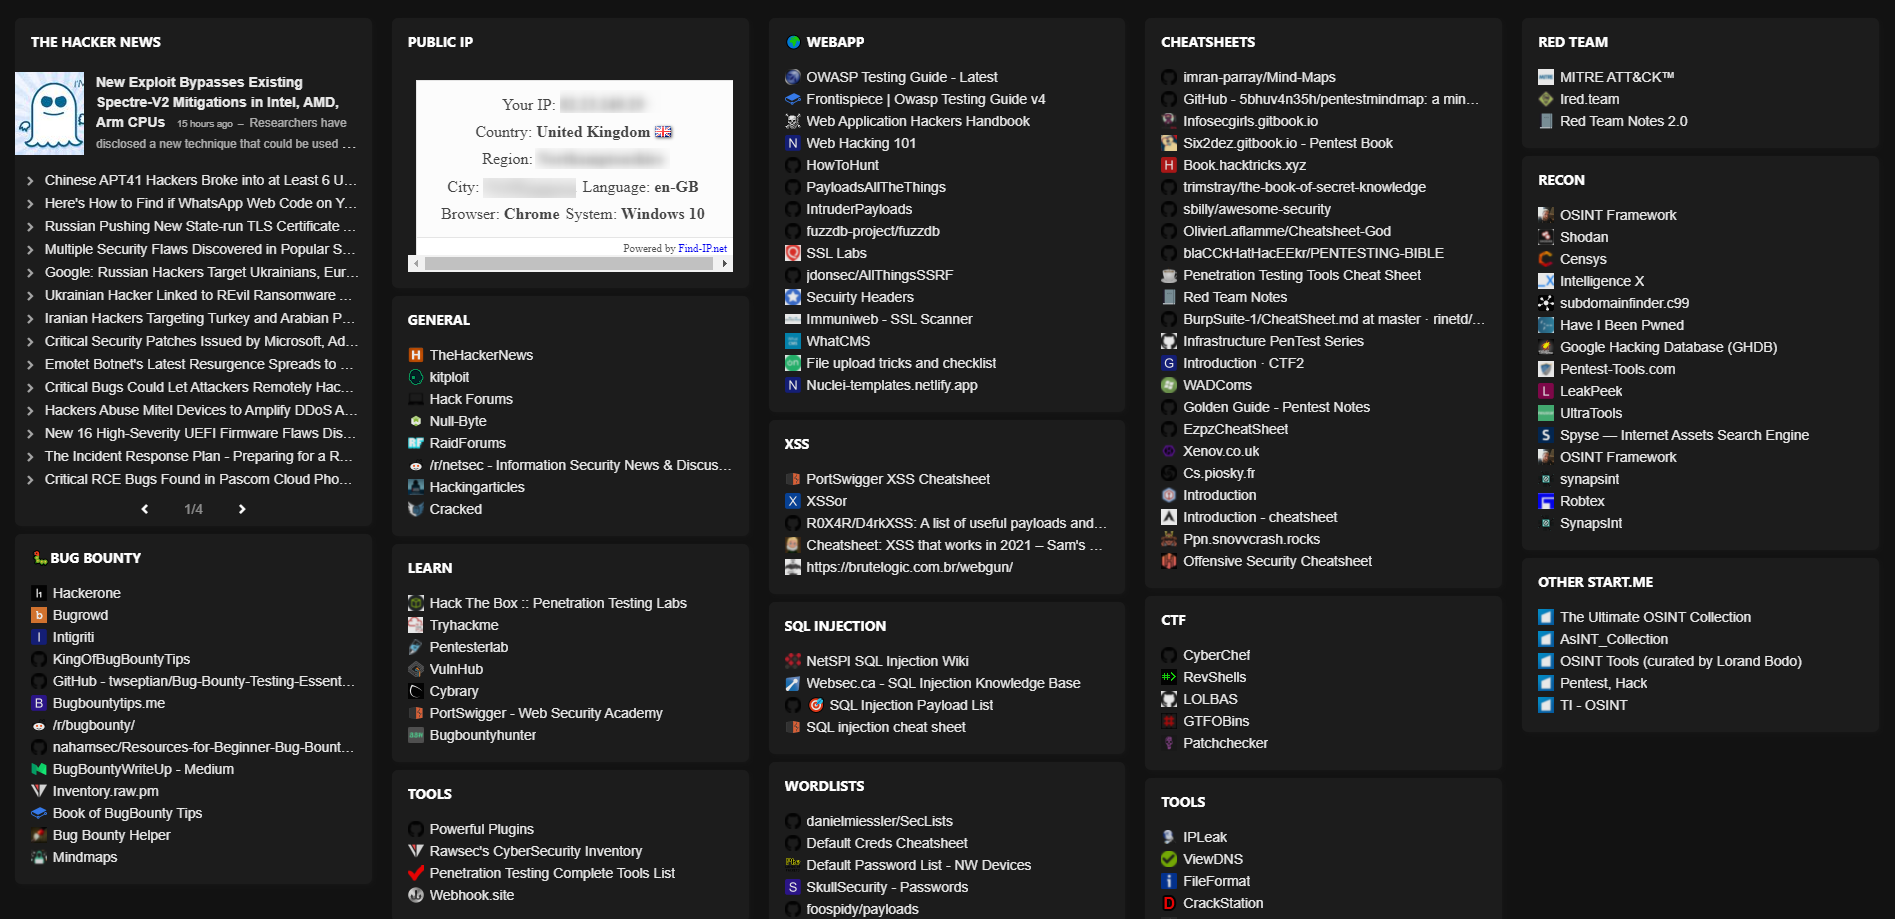 THE HACKER NEWS
New Exploit Bypasses Existing
Spectre-V2 Mitigations in Intel, AMD,
Arm CPUs 15 hours ago – Researchers have
disclosed a new technique that could be used ...
Chinese APT41 Hackers Broke into at Least 6 U...
Here's How to Find if WhatsApp Web Code on Y...
Russian Pushing New State-run TLS Certificate ...
Multiple Security Flaws Discovered in Popular S...
Google: Russian Hackers Target Ukrainians, Eur...
Ukrainian Hacker Linked to REvil Ransomware ...
Iranian Hackers Targeting Turkey and Arabian P...
Critical Security Patches Issued by Microsoft, Ad...
Emotet Botnet's Latest Resurgence Spreads to ...
Critical Bugs Could Let Attackers Remotely Hac...
Hackers Abuse Mitel Devices to Amplify DDoS A...
New 16 High-Severity UEFI Firmware Flaws Dis...
The Incident Response Plan - Preparing for a R...
Critical RCE Bugs Found in Pascom Cloud Pho...
1/4
BUG BOUNTY
Hackerone
Bugrowd
Intigriti
KingOfBugBountyTips
GitHub - twseptian/Bug-Bounty-Testing-Essent...
Bugbountytips.me
/r/bugbounty/
nahamsec/Resources-for-Beginner-Bug-Bount...
BugBountyWriteUp - Medium
Inventory.raw.pm
Book of BugBounty Tips
Bug Bounty Helper
Mindmaps
PUBLIC IP
Your IP:
Country: United Kingdom
Region:
City: Language: en-GB
Browser: Chrome System: Windows 10
Powered by Find-IP.net
GENERAL
TheHackerNews
kitploit
Hack Forums
Null-Byte
RaidForums
/r/netsec - Information Security News & Discus...
Hackingarticles
Cracked
LEARN
Hack The Box :: Penetration Testing Labs
Tryhackme
Pentesterlab
VulnHub
Cybrary
PortSwigger - Web Security Academy
Bugbountyhunter
TOOLS
Powerful Plugins
Rawsec's CyberSecurity Inventory
Penetration Testing Complete Tools List
Webhook.site
WEBAPP
OWASP Testing Guide - Latest
Frontispiece | Owasp Testing Guide v4
Web Application Hackers Handbook
Web Hacking 101
HowToHunt
PayloadsAllTheThings
IntruderPayloads
fuzzdb-project/fuzzdb
SSL Labs
jdonsec/AllThingsSSRF
Secuirty Headers
Immuniweb - SSL Scanner
WhatCMS
File upload tricks and checklist
Nuclei-templates.netlify.app
XSS
PortSwigger XSS Cheatsheet
XSSor
R0X4R/D4rkXSS: A list of useful payloads and...
Cheatsheet: XSS that works in 2021 – Sam's ...
https://brutelogic.com.br/webgun/
SQL INJECTION
NetSPI SQL Injection Wiki
Websec.ca - SQL Injection Knowledge Base
🎯 SQL Injection Payload List
SQL injection cheat sheet
WORDLISTS
danielmiessler/SecLists
Default Creds Cheatsheet
Default Password List - NW Devices
SkullSecurity - Passwords
foospidy/payloads
CHEATSHEETS
imran-parray/Mind-Maps
GitHub - 5bhuv4n35h/pentestmindmap: a min...
Infosecgirls.gitbook.io
Six2dez.gitbook.io - Pentest Book
Book.hacktricks.xyz
trimstray/the-book-of-secret-knowledge
sbilly/awesome-security
OlivierLaflamme/Cheatsheet-God
blaCCkHatHacEEkr/PENTESTING-BIBLE
Penetration Testing Tools Cheat Sheet
Red Team Notes
BurpSuite-1/CheatSheet.md at master · rinetd/...
Infrastructure PenTest Series
Introduction · CTF2
WADComs
Golden Guide - Pentest Notes
EzpzCheatSheet
Xenov.co.uk
Cs.piosky.fr
Introduction
Introduction - cheatsheet
Ppn.snovvcrash.rocks
Offensive Security Cheatsheet
CTF
CyberChef
RevShells
LOLBAS
GTFOBins
Patchchecker
TOOLS
IPLeak
ViewDNS
FileFormat
CrackStation
RED TEAM
MITRE ATT&CK™
Ired.team
Red Team Notes 2.0
RECON
OSINT Framework
Shodan
Censys
Intelligence X
subdomainfinder.c99
Have I Been Pwned
Google Hacking Database (GHDB)
Pentest-Tools.com
LeakPeek
UltraTools
Spyse — Internet Assets Search Engine
OSINT Framework
synapsint
Robtex
SynapsInt
OTHER START.ME
The Ultimate OSINT Collection
AsINT_Collection
OSINT Tools (curated by Lorand Bodo)
Pentest, Hack
TI - OSINT